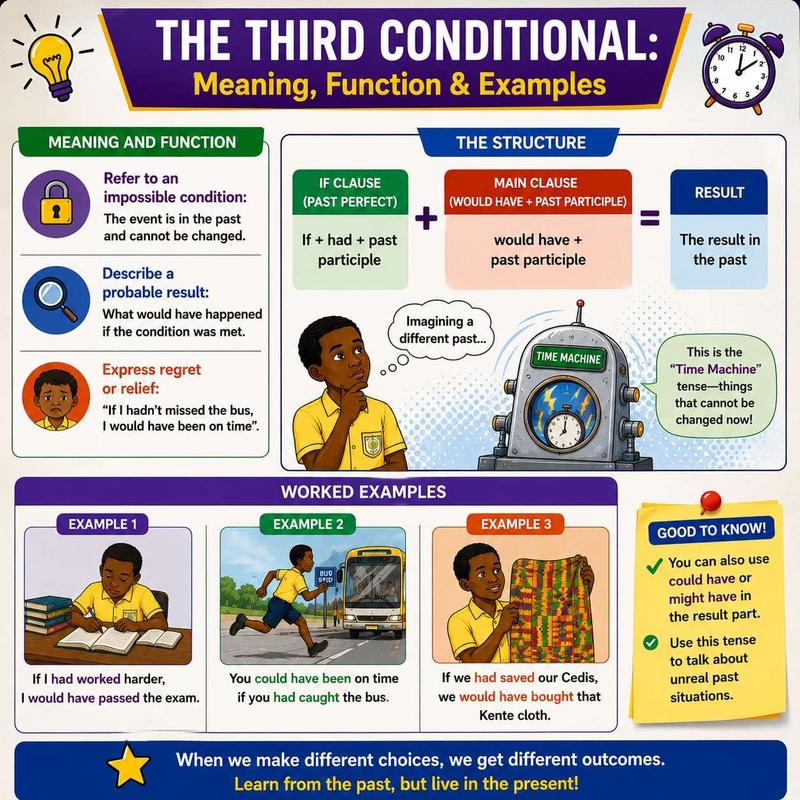 THE THIRD CONDITIONAL:
Meaning, Function & Examples
MEANING AND FUNCTION
Refer to an
impossible condition:
The event is in the past
and cannot be changed.
Describe a
probable result:
What would have happened
if the condition was met.
Express regret
or relief:
“If I hadn’t missed the bus,
I would have been on time”.
THE STRUCTURE
IF CLAUSE
(PAST PERFECT)
If + had + past
participle
+
MAIN CLAUSE
(WOULD HAVE + PAST PARTICIPLE)
would have +
past participle
=
RESULT
The result in
the past
Imagining a
different past...
TIME MACHINE
This is the
“Time Machine”
tense—things
that cannot be
changed now!
WORKED EXAMPLES
EXAMPLE 1
If I had worked harder,
I would have passed the exam.
EXAMPLE 2
BUS
STOP
You could have been on time
if you had caught the bus.
EXAMPLE 3
If we had saved our Cedis,
we would have bought that
Kente cloth.
GOOD TO KNOW!
You can also use
could have or
might have in
the result part.
Use this tense
to talk about
unreal past
situations.
When we make different choices, we get different outcomes.
Learn from the past, but live in the present!